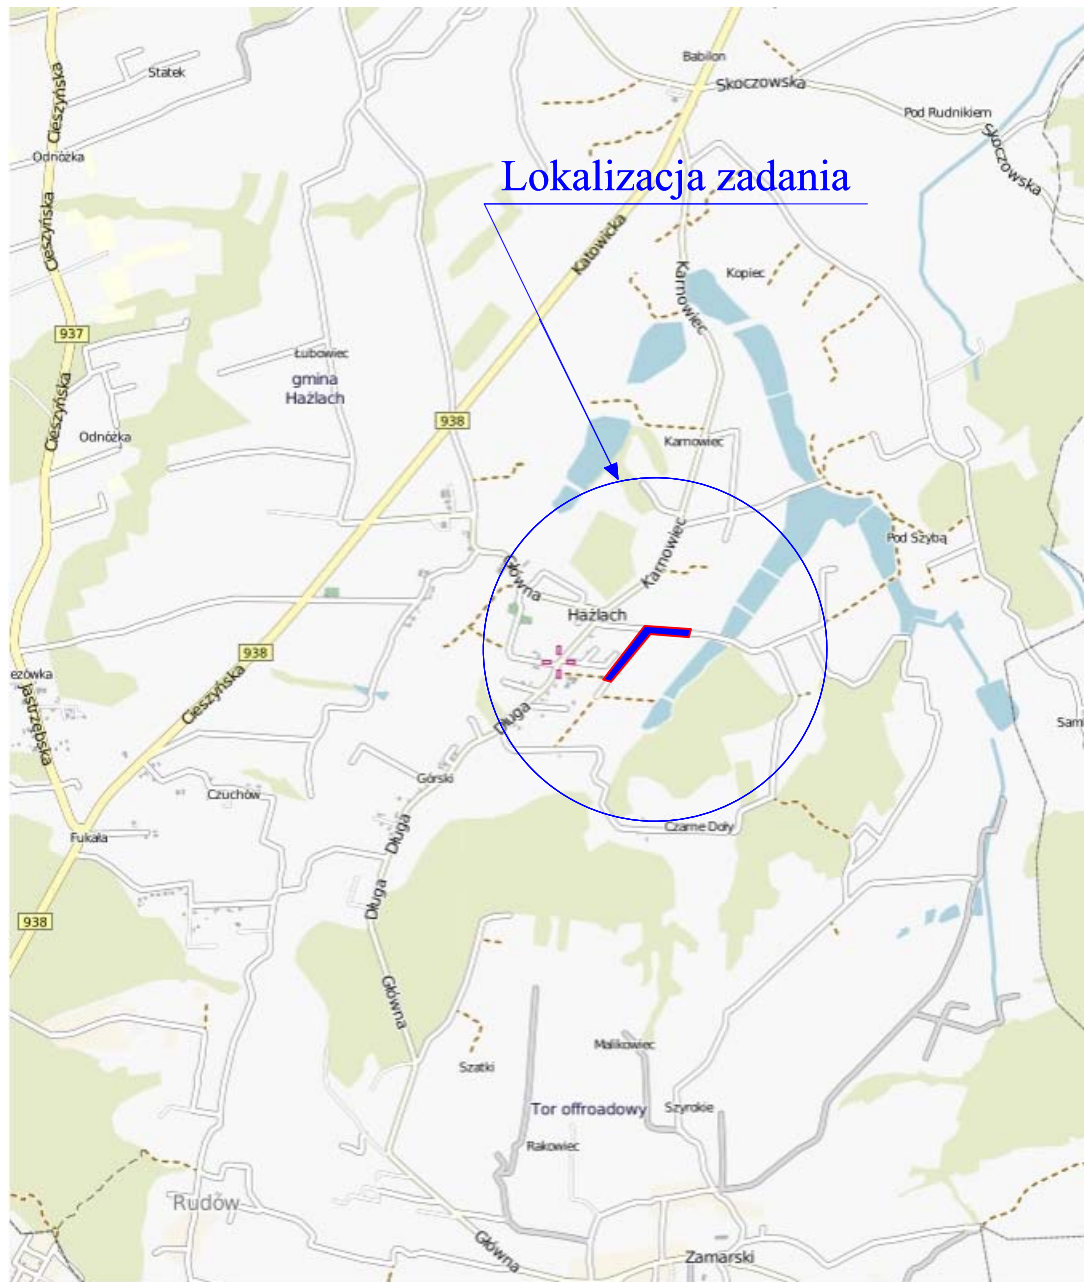 Babilon
Statek
Skoczowska
Cieszyńska
Pod Rudnikiem
Skoczowska
Odnóżka
Lokalizacja zadania
Cieszyńska
Katowicka
Karnowiec
Kopiec
937
Łubowiec
gmina
Hażlach
Cieszyńska
938
Odnóżka
Karnowiec
Pod Szybą
Karnowiec
Główna
Hażlach
938
ezówka
Jastrzębska
Cieszyńska
Długa
Sam
Górski
Czuchów
Czarne Doły
Fukała
Długa
Długa
938
Główna
Malikowiec
Szatki
Tor offroadowy
Szyrokie
Rakowiec
Rudów
Główna
Zamarski